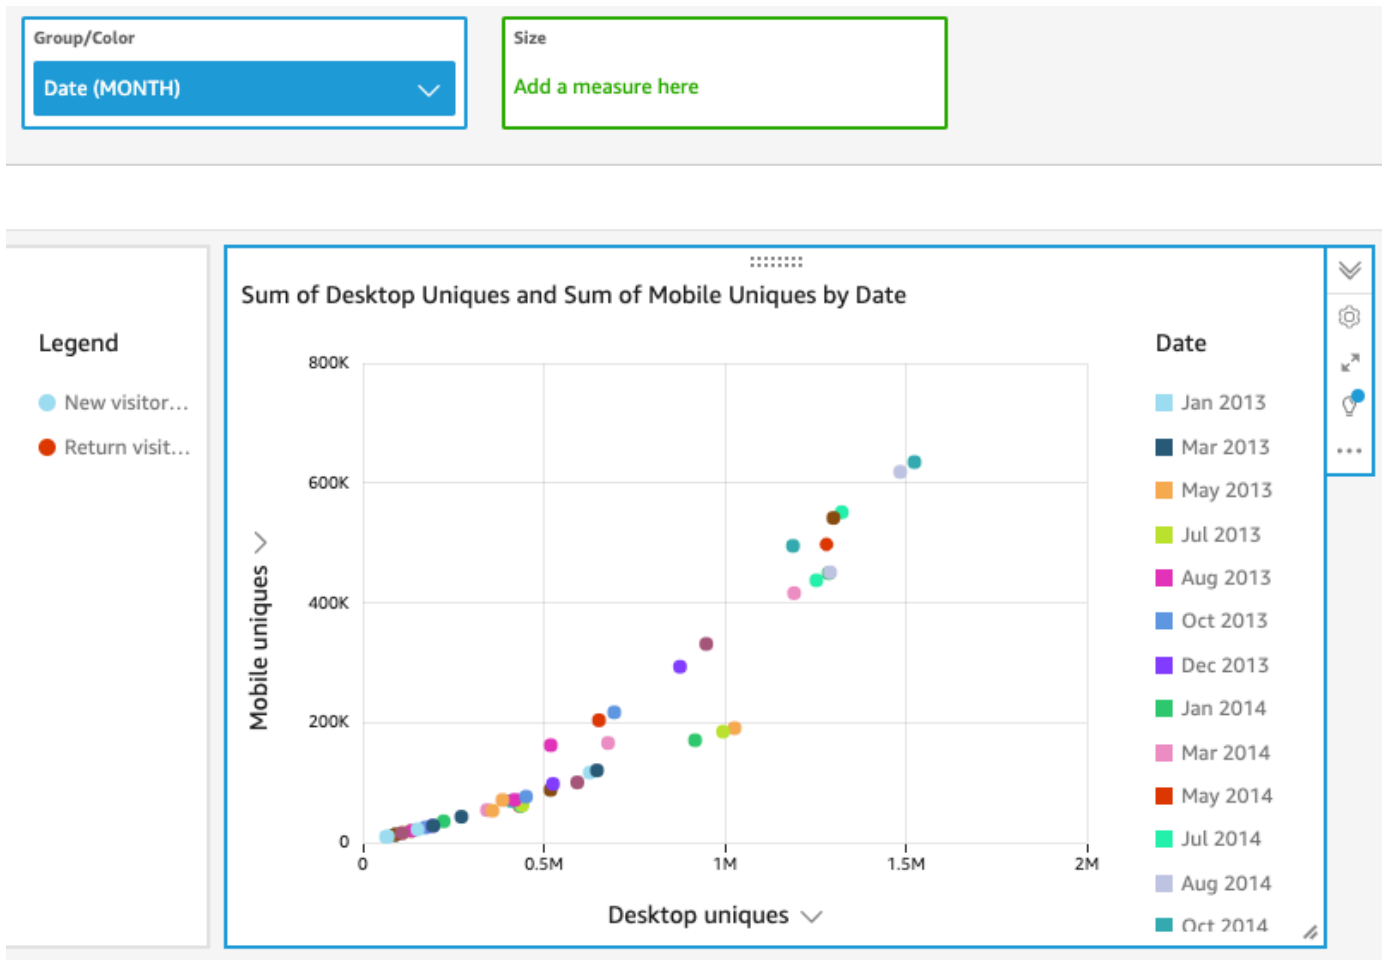 Group/Color
Date (MONTH)
Size
Add a measure here
Legend
New visitor...
Return visit...
Sum of Desktop Uniques and Sum of Mobile Uniques by Date
800K
600K
400K
200K
0
Mobile uniques
0
0.5M
1M
1.5M
2M
Desktop uniques
Date
Jan 2013
Mar 2013
May 2013
Jul 2013
Aug 2013
Oct 2013
Dec 2013
Jan 2014
Mar 2014
May 2014
Jul 2014
Aug 2014
Oct 2014